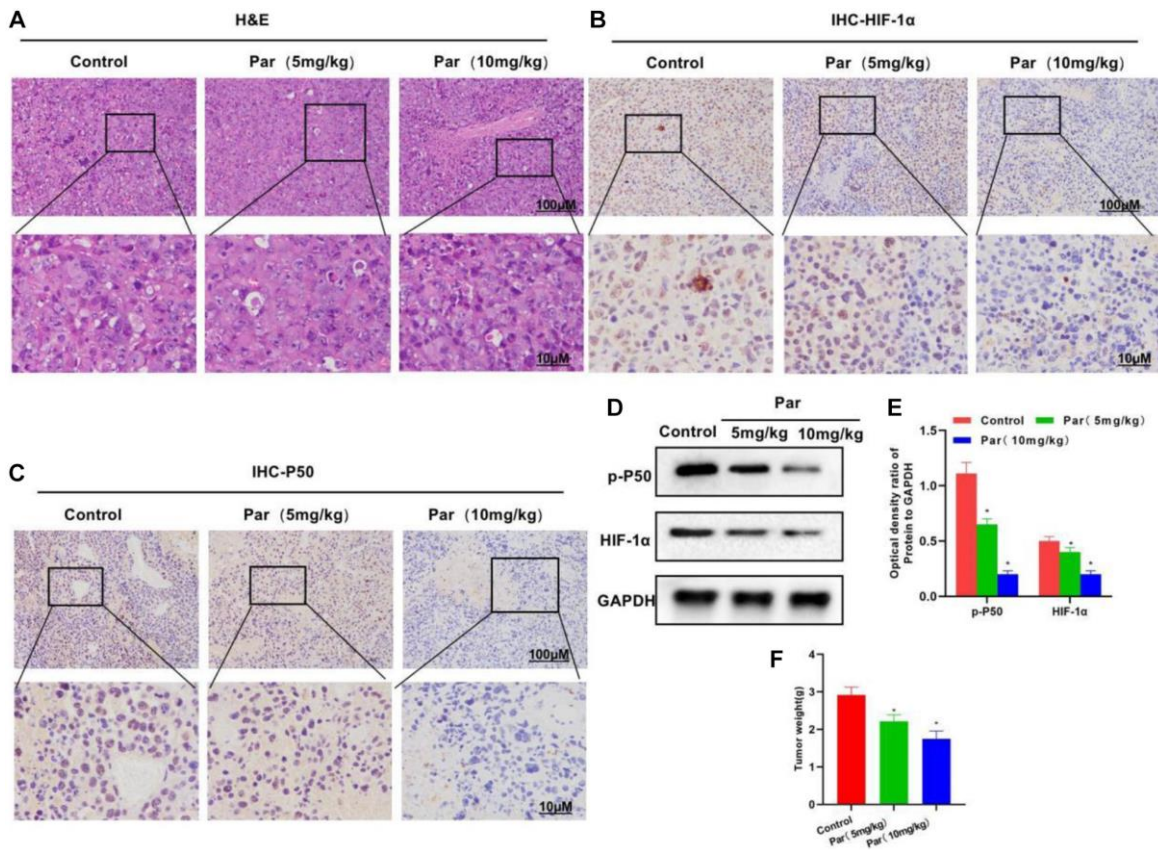 A
H&E
Control
Par （5mg/kg）
Par （10mg/kg）
100μM
10μM
B
IHC-HIF-1α
Control
Par （5mg/kg）
Par （10mg/kg）
100μM
10μM
C
IHC-P50
Control
Par （5mg/kg）
Par （10mg/kg）
100μM
10μM
D
Par
Control
5mg/kg
10mg/kg
p-P50
HIF-1α
GAPDH
E
Control
Par（ 5mg/kg）
Par（ 10mg/kg）
Optical density ratio of
Protein to GAPDH
1.5
1.0
0.5
0.0
*
*
*
*
p-P50
HIF-1α
F
Tumor weight(g)
4
3
2
1
0
*
*
Control
Par（ 5mg/kg）
Par（ 10mg/kg）